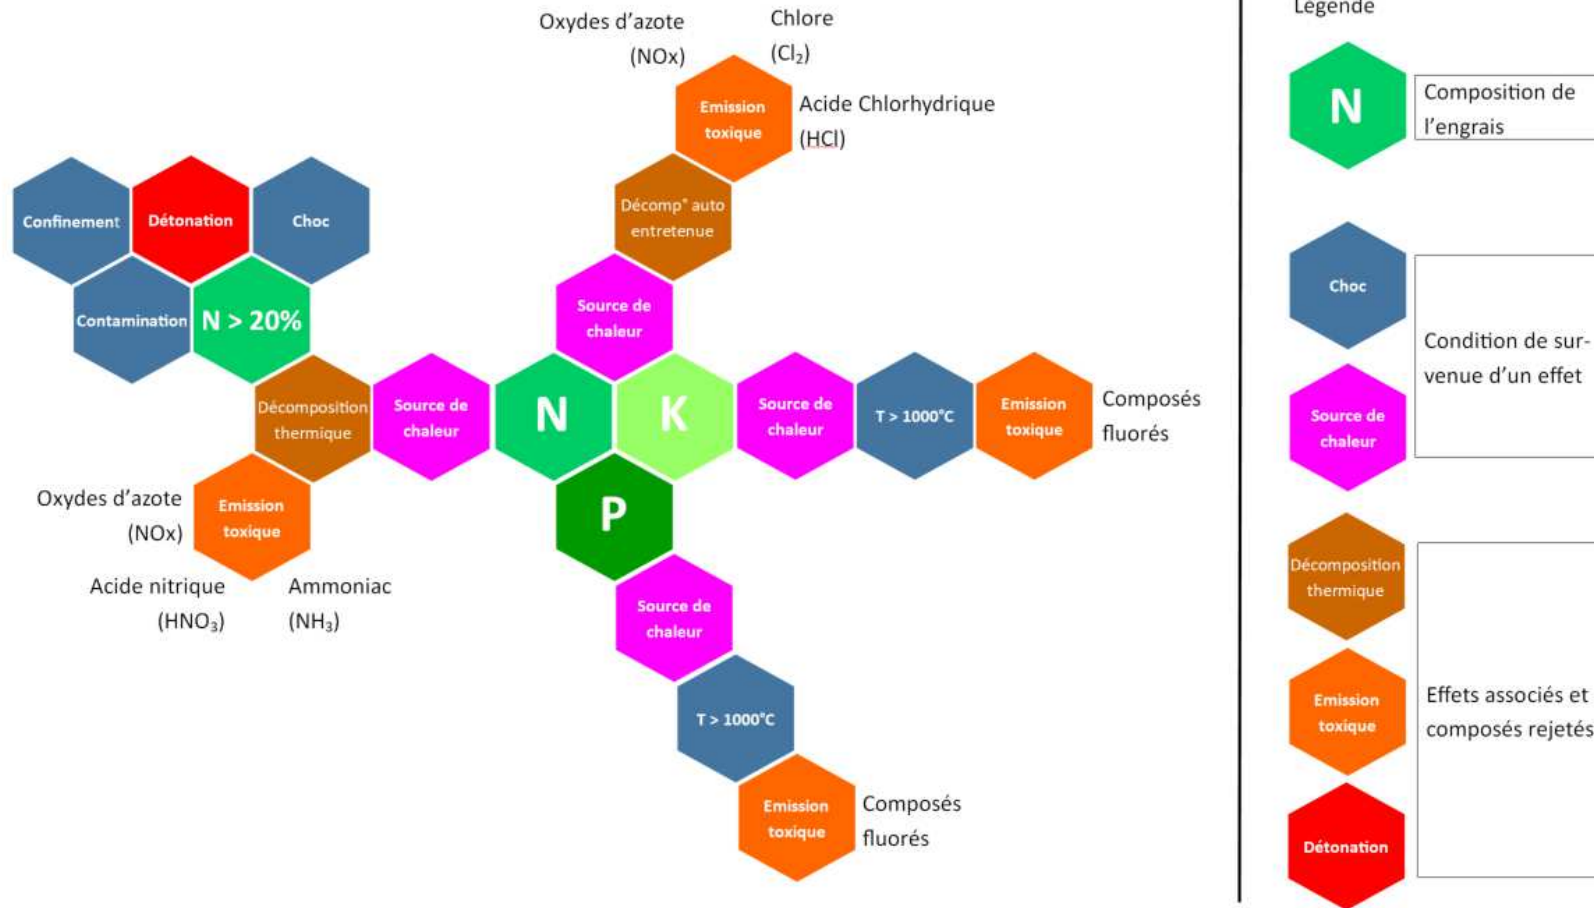 Oxydes d'azote
(NOx)
Chlore
(Cl₂)
Emission
toxique
Acide Chlorhydrique
(HCl)
Décomp° auto
entretenue
Source de
chaleur
Confinement
Détonation
Choc
Contamination
N > 20%
Décomposition
thermique
Source de
chaleur
N
K
Source de
chaleur
T > 1000°C
Emission
toxique
Composés
fluorés
P
Oxydes d'azote
(NOx)
Emission
toxique
Acide nitrique
(HNO₃)
Ammoniac
(NH₃)
Source de
chaleur
T > 1000°C
Emission
toxique
Composés
fluorés
Légende
N
Composition de
l'engrais
Choc
Source de
chaleur
Condition de sur-
venue d'un effet
Décomposition
thermique
Emission
toxique
Détonation
Effets associés et
composés rejetés